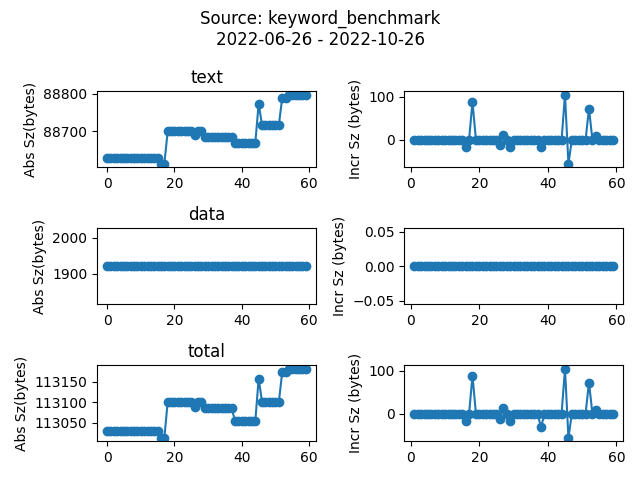 Source: keyword_benchmark
2022-06-26 - 2022-10-26
text
Abs Sz(bytes)
88800
88700
0 20 40 60
Incr Sz (bytes)
100
0
0 20 40 60
data
Abs Sz(bytes)
2000
1900
0 20 40 60
Incr Sz (bytes)
0.05
0.00
−0.05
0 20 40 60
total
Abs Sz(bytes)
113150
113100
113050
0 20 40 60
Incr Sz (bytes)
100
0
0 20 40 60